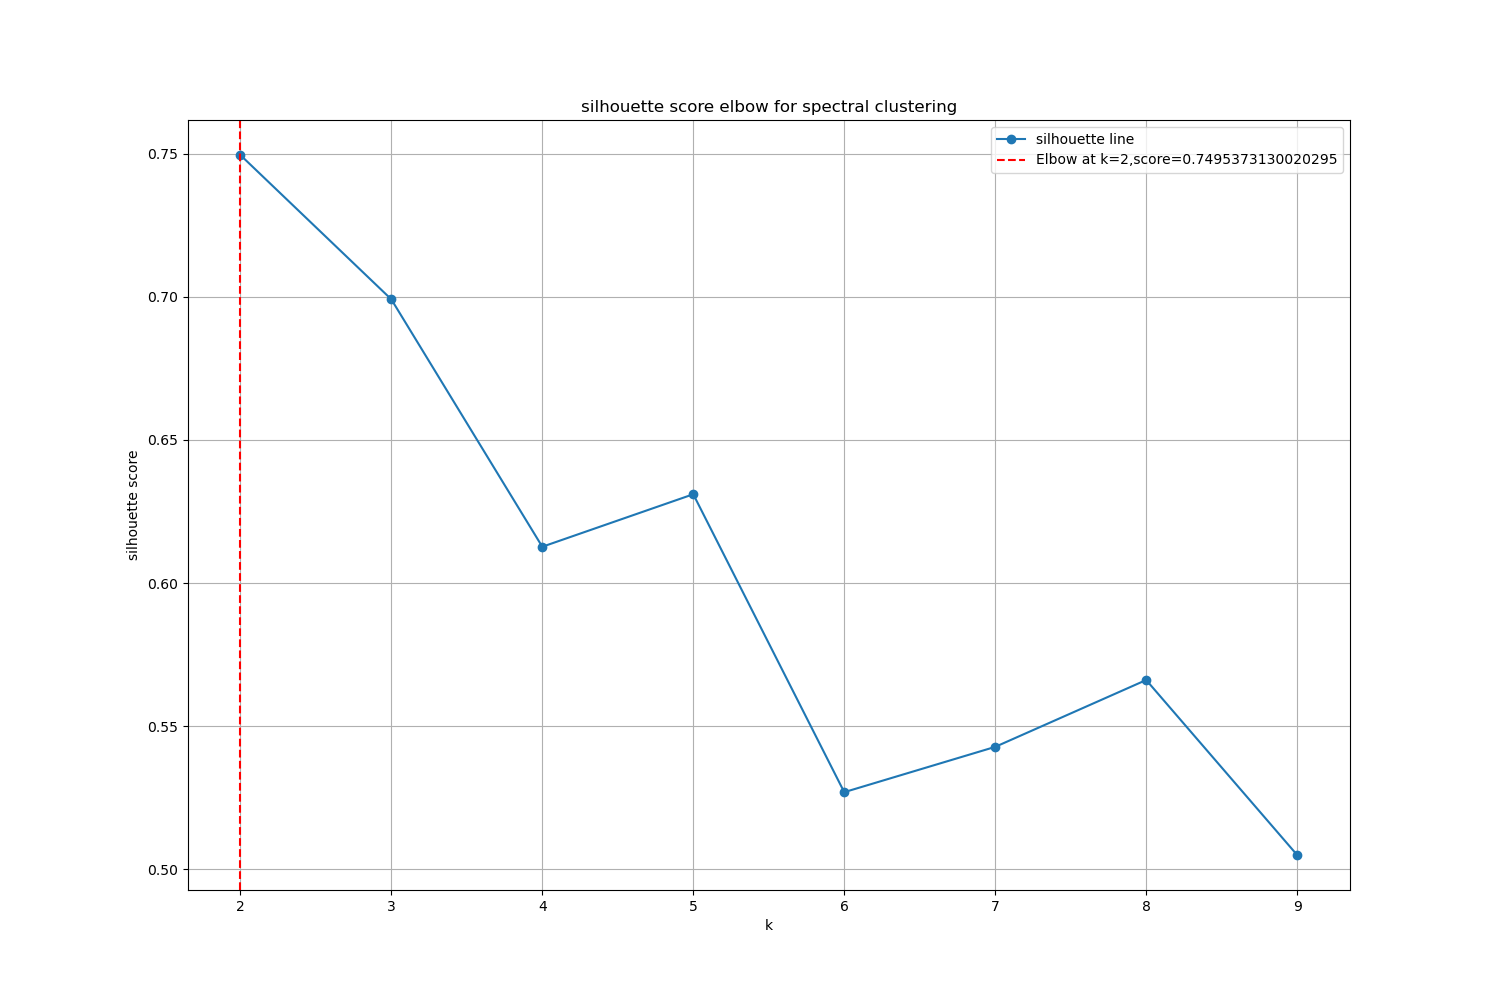 silhouette score elbow for spectral clustering
silhouette line
Elbow at k=2,score=0.7495373130020295
0.75
0.70
0.65
0.60
0.55
0.50
silhouette score
2 3 4 5 6 7 8 9
k